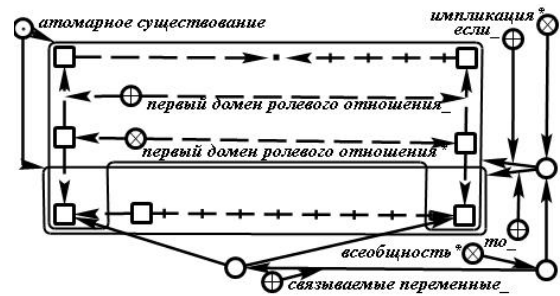 атомарное существование
импликация*
если_
первый домен ролевого отношения_
первый домен ролевого отношения*
всеобщность*
то_
связываемые переменные_